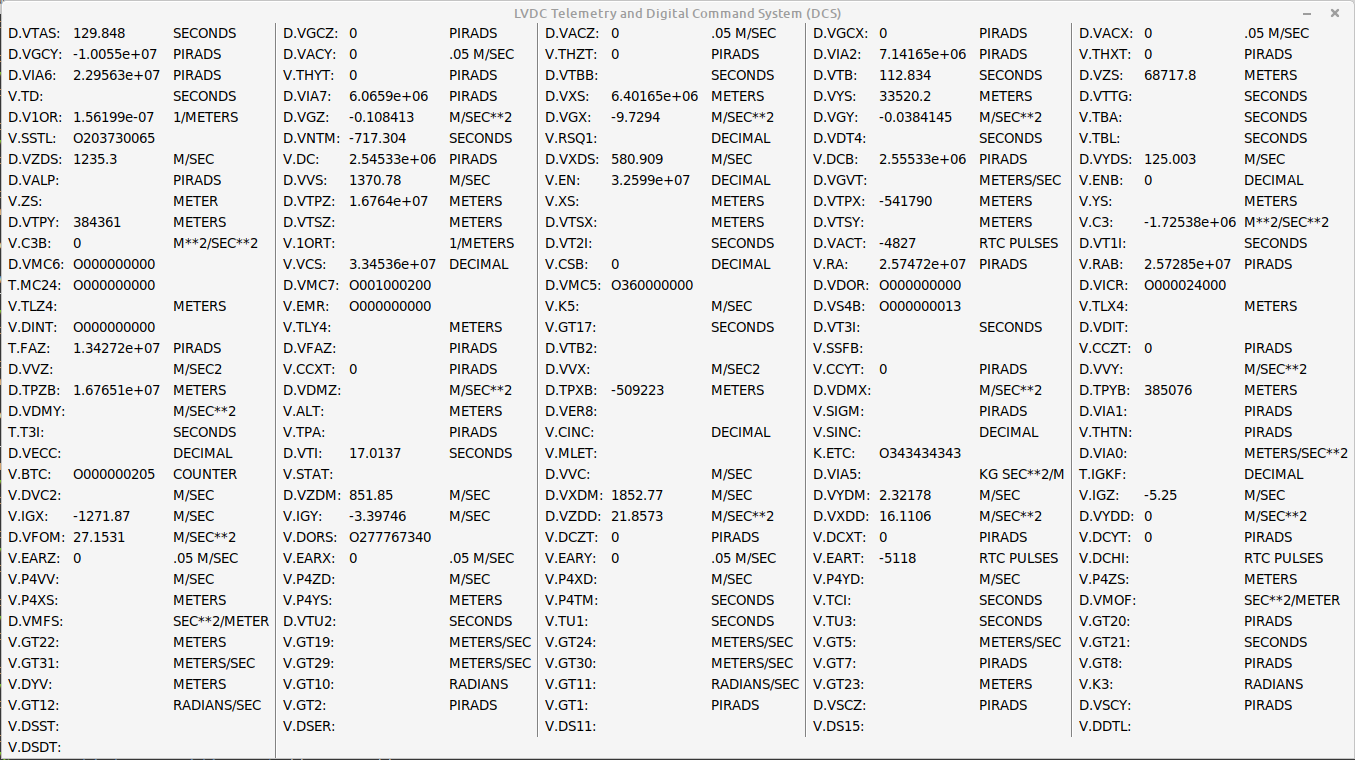 LVDC Telemetry and Digital Command System (DCS)
D.VTAS: 129.848 SECONDS D.VGCZ: 0 PIRADS D.VACZ: 0 .05 M/SEC D.VGCX: 0 PIRADS D.VACX: 0 .05 M/SEC
D.VGCY: -1.0055e+07 PIRADS D.VACY: 0 .05 M/SEC V.THZT: 0 PIRADS D.VIA2: 7.14165e+06 PIRADS V.THXT: 0 PIRADS
D.VIA6: 2.29563e+07 PIRADS V.THYT: 0 PIRADS D.VTBB: SECONDS D.VTB: 112.834 SECONDS D.VZS: 68717.8 METERS
V.TD: SECONDS D.VIA7: 6.0659e+06 PIRADS D.VXS: 6.40165e+06 METERS D.VYS: 33520.2 METERS D.VTTG: SECONDS
D.V1OR: 1.56199e-07 1/METERS D.VGZ: -0.108413 M/SEC**2 D.VGX: -9.7294 M/SEC**2 D.VGY: -0.0384145 M/SEC**2 V.TBA: SECONDS
V.SSTL: O203730065 D.VNTM: -717.304 SECONDS V.RSQ1: DECIMAL D.VDT4: SECONDS V.TBL: SECONDS
D.VZDS: 1235.3 M/SEC V.DC: 2.54533e+06 PIRADS D.VXDS: 580.909 M/SEC V.DCB: 2.55533e+06 PIRADS D.VYDS: 125.003 M/SEC
D.VALP: PIRADS D.VVS: 1370.78 M/SEC V.EN: 3.2599e+07 DECIMAL D.VGVT: METERS/SEC V.ENB: 0 DECIMAL
V.ZS: METER D.VTPZ: 1.6764e+07 METERS V.XS: METERS D.VTPX: -541790 METERS V.YS: METERS
D.VTPY: 384361 METERS D.VTSZ: METERS D.VTSX: METERS D.VTSY: METERS V.C3: -1.72538e+06 M**2/SEC**2
V.C3B: 0 M**2/SEC**2 V.1ORT: 1/METERS D.VT2I: SECONDS D.VACT: -4827 RTC PULSES D.VT1I: SECONDS
D.VMC6: O000000000 V.VCS: 3.34536e+07 DECIMAL V.CSB: 0 DECIMAL V.RA: 2.57472e+07 PIRADS V.RAB: 2.57285e+07 PIRADS
T.MC24: O000000000 D.VMC7: O001000200 D.VMC5: O360000000 D.VDOR: O000000000 D.VICR: O000024000
V.TLZ4: METERS V.EMR: O000000000 V.K5: M/SEC D.VS4B: O000000013 V.TLX4: METERS
V.DINT: O000000000 V.TLY4: METERS V.GT17: SECONDS D.VT3I: SECONDS D.VDIT:
T.FAZ: 1.34272e+07 PIRADS D.VFAZ: PIRADS D.VTB2: V.SSFB: V.CCZT: 0 PIRADS
D.VVZ: M/SEC2 V.CCXT: 0 PIRADS D.VVX: M/SEC2 V.CCYT: 0 PIRADS D.VVY: M/SEC**2
D.TPZB: 1.67651e+07 METERS D.VDMZ: M/SEC**2 D.TPXB: -509223 METERS D.VDMX: M/SEC**2 D.TPYB: 385076 METERS
D.VDMY: M/SEC**2 V.ALT: METERS D.VER8: V.SIGM: PIRADS D.VIA1: PIRADS
T.T3I: SECONDS V.TPA: PIRADS V.CINC: DECIMAL V.SINC: DECIMAL V.THTN: PIRADS
D.VECC: DECIMAL D.VTI: 17.0137 SECONDS V.MLET: K.ETC: O343434343 D.VIA0: METERS/SEC**2
V.BTC: O000000205 COUNTER V.STAT: D.VVC: M/SEC D.VIA5: KG SEC**2/M T.IGKF: DECIMAL
V.DVC2: M/SEC D.VZDM: 851.85 M/SEC D.VXDM: 1852.77 M/SEC D.VYDM: 2.32178 M/SEC V.IGZ: -5.25 M/SEC
V.IGX: -1271.87 M/SEC V.IGY: -3.39746 M/SEC D.VZDD: 21.8573 M/SEC**2 D.VXDD: 16.1106 M/SEC**2 D.VYDD: 0 M/SEC**2
D.VFOM: 27.1531 M/SEC**2 V.DORS: O277767340 V.DCZT: 0 PIRADS V.DCXT: 0 PIRADS V.DCYT: 0 PIRADS
V.EARZ: 0 .05 M/SEC V.EARX: 0 .05 M/SEC V.EARY: 0 .05 M/SEC V.EART: -5118 RTC PULSES V.DCHI: RTC PULSES
V.P4VV: M/SEC V.P4ZD: M/SEC V.P4XD: M/SEC V.P4YD: M/SEC V.P4ZS: METERS
V.P4XS: METERS V.P4YS: METERS V.P4TM: SECONDS V.TCI: SECONDS D.VMOF: SEC**2/METER
D.VMFS: SEC**2/METER D.VTU2: SECONDS V.TU1: SECONDS V.TU3: SECONDS V.GT20: PIRADS
V.GT22: METERS V.GT19: METERS/SEC V.GT24: METERS/SEC V.GT5: METERS/SEC V.GT21: SECONDS
V.GT31: METERS/SEC V.GT29: METERS/SEC V.GT30: METERS/SEC V.GT7: PIRADS V.GT8: PIRADS
V.DYV: METERS V.GT10: RADIANS V.GT11: RADIANS/SEC V.GT23: METERS V.K3: RADIANS
V.GT12: RADIANS/SEC V.GT2: PIRADS V.GT1: PIRADS D.VSCZ: PIRADS D.VSCY: PIRADS
V.DSST: V.DSER: V.DS11: V.DS15: V.DDTL:
V.DSDT: